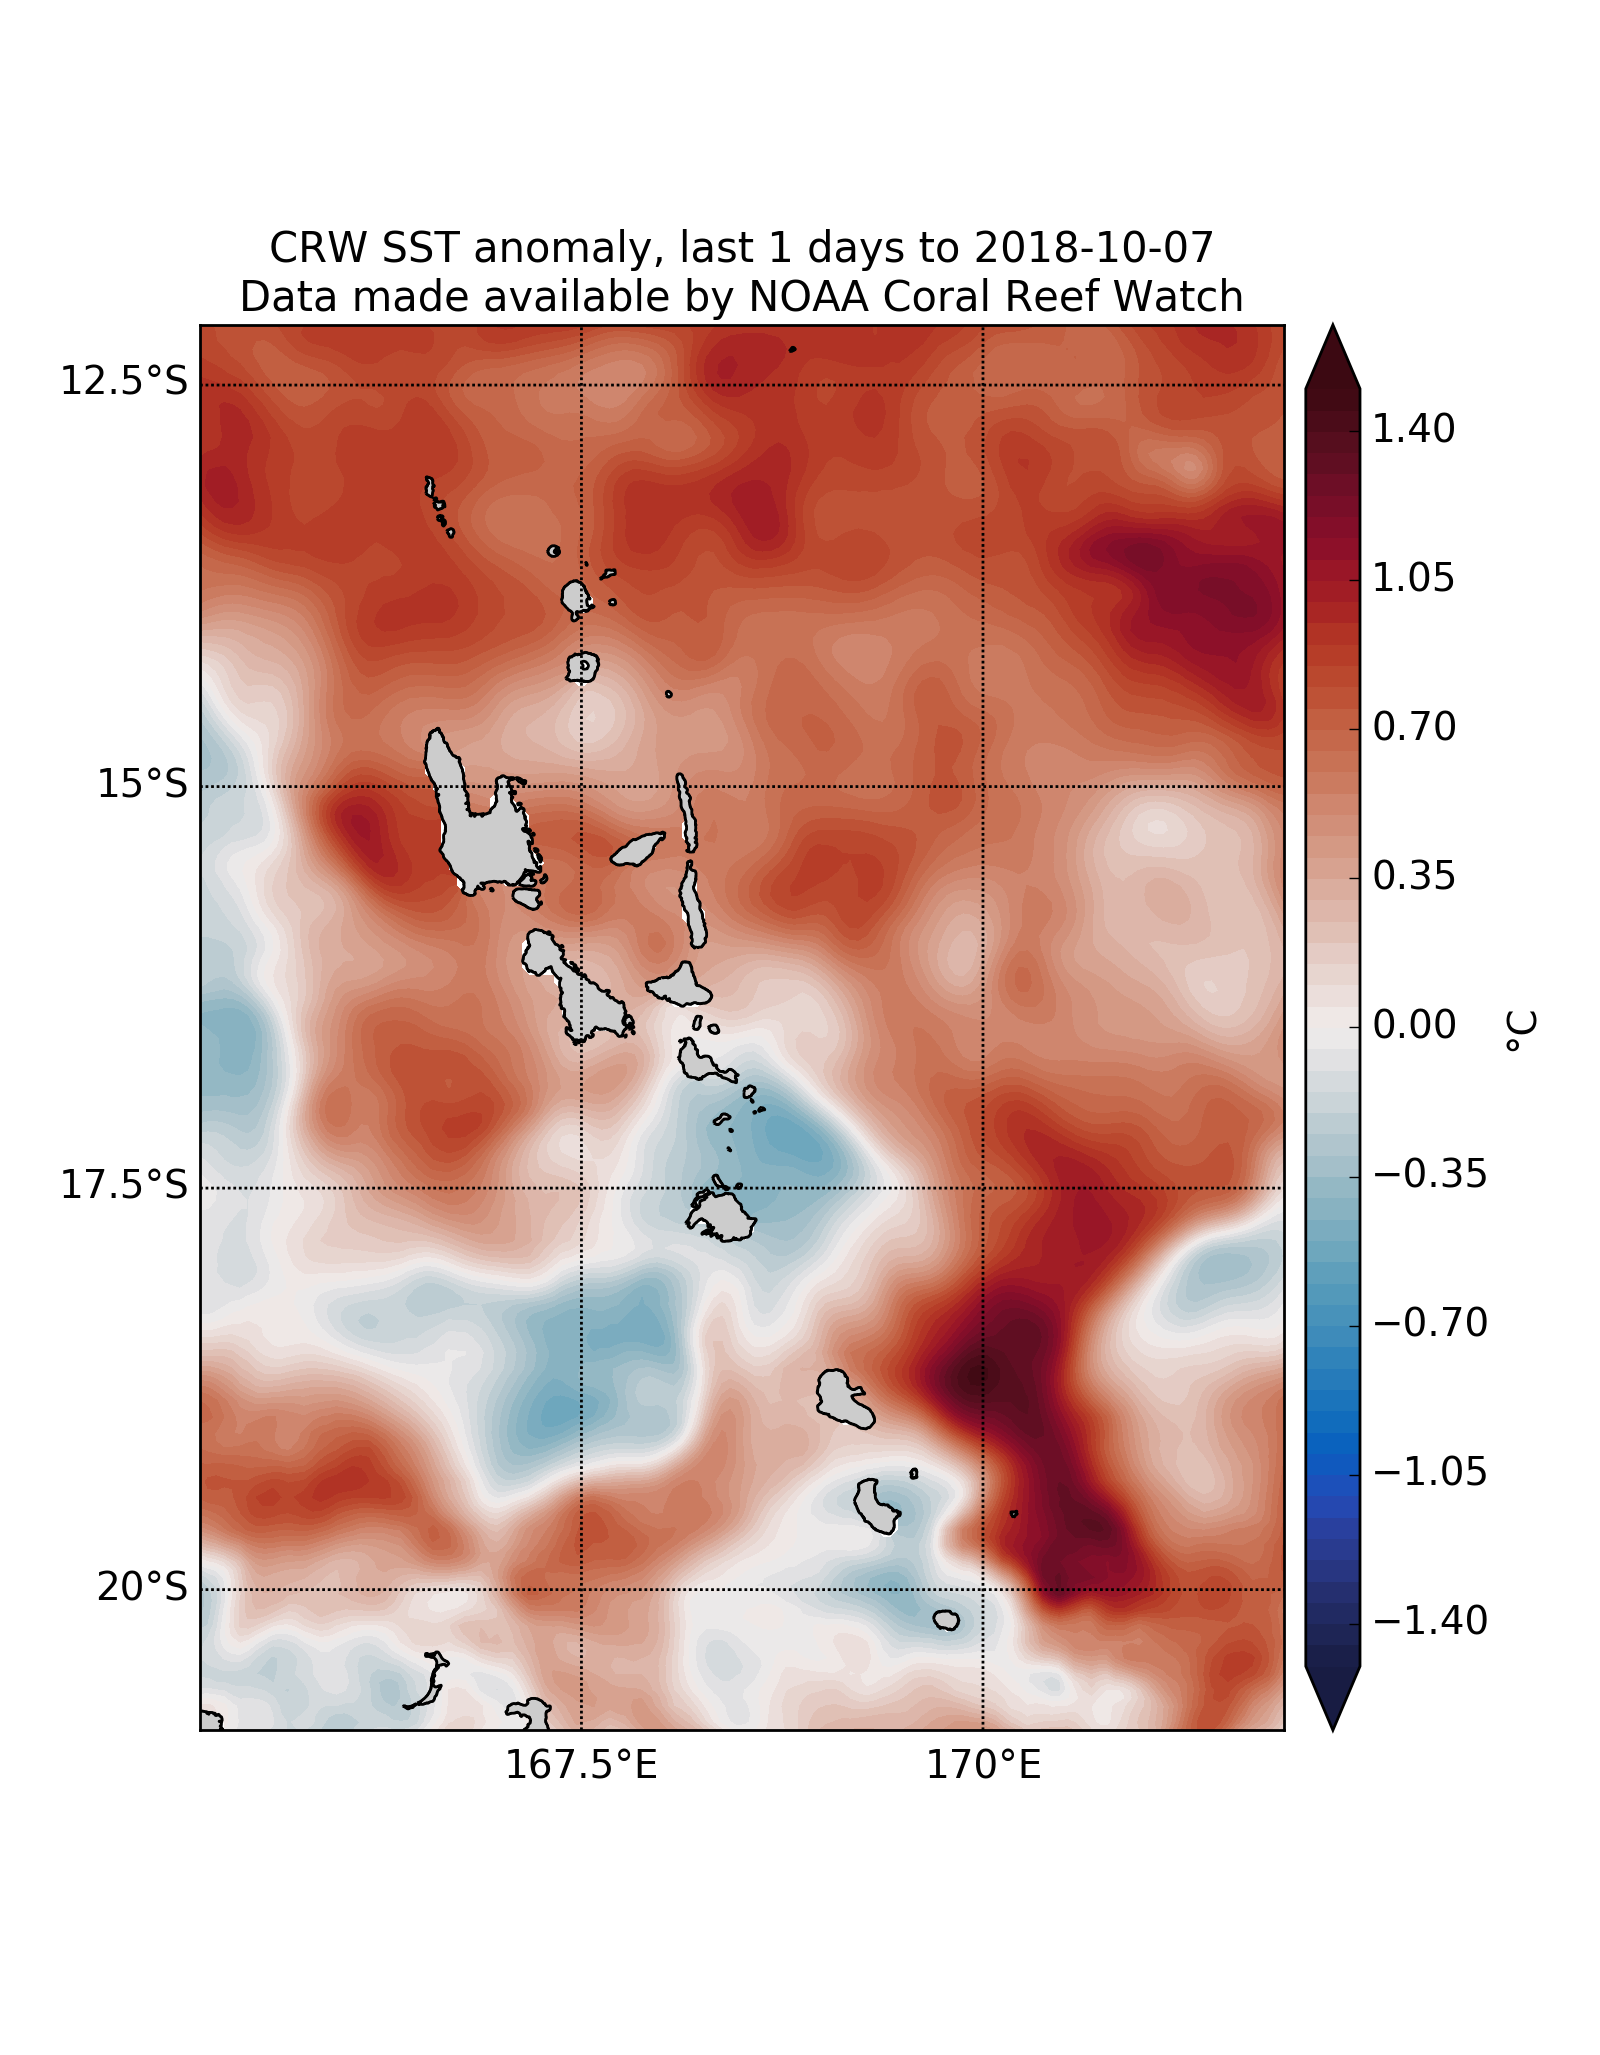 CRW SST anomaly, last 1 days to 2018-10-07
Data made available by NOAA Coral Reef Watch
12.5°S
15°S
17.5°S
20°S
167.5°E
170°E
1.40
1.05
0.70
0.35
0.00
−0.35
−0.70
−1.05
−1.40
°C